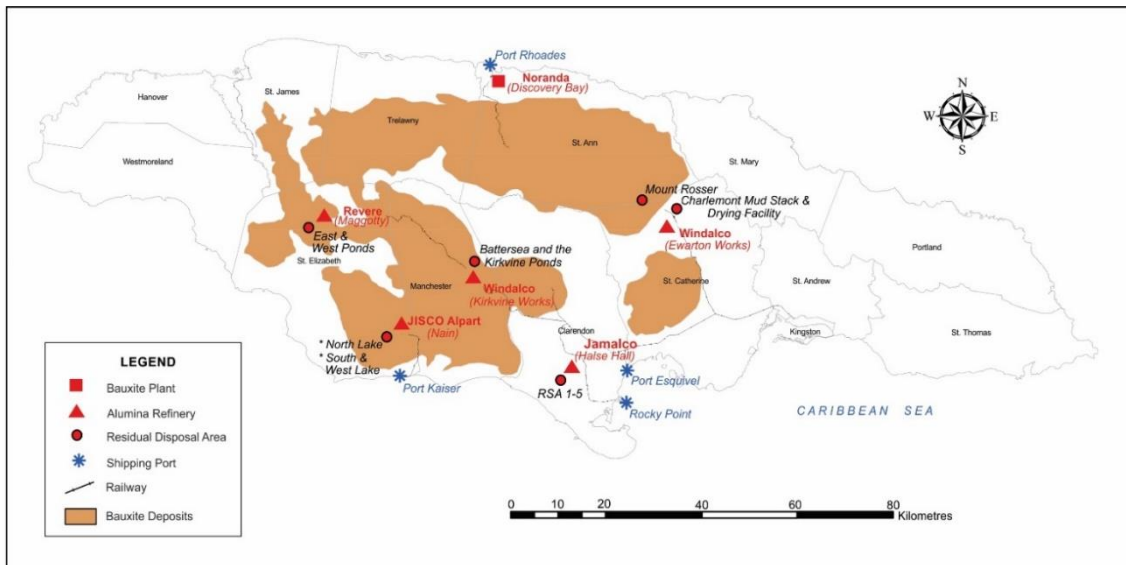 Port Rhoades
Noranda
(Discovery Bay)
N
W
E
S
Hanover
St. James
Trelawny
St. Ann
St. Mary
Westmoreland
Mount Rosser
Charlemont Mud Stack &
Drying Facility
Revere
(Maggotty)
East &
West Ponds
St. Elizabeth
Windalco
(Ewarton Works)
Battersea and the
Kirkvine Ponds
Portland
Manchester
Windalco
(Kirkvine Works)
St. Catherine
St. Andrew
JISCO Alpart
(Nain)
Clarendon
Kingston
St. Thomas
* North Lake
* South &
West Lake
Jamalco
(Halse Hall)
Port Kaiser
RSA 1-5
Port Esquivel
Rocky Point
CARIBBEAN SEA
LEGEND
Bauxite Plant
Alumina Refinery
Residual Disposal Area
Shipping Port
Railway
Bauxite Deposits
0 10 20 40 60 80
Kilometres